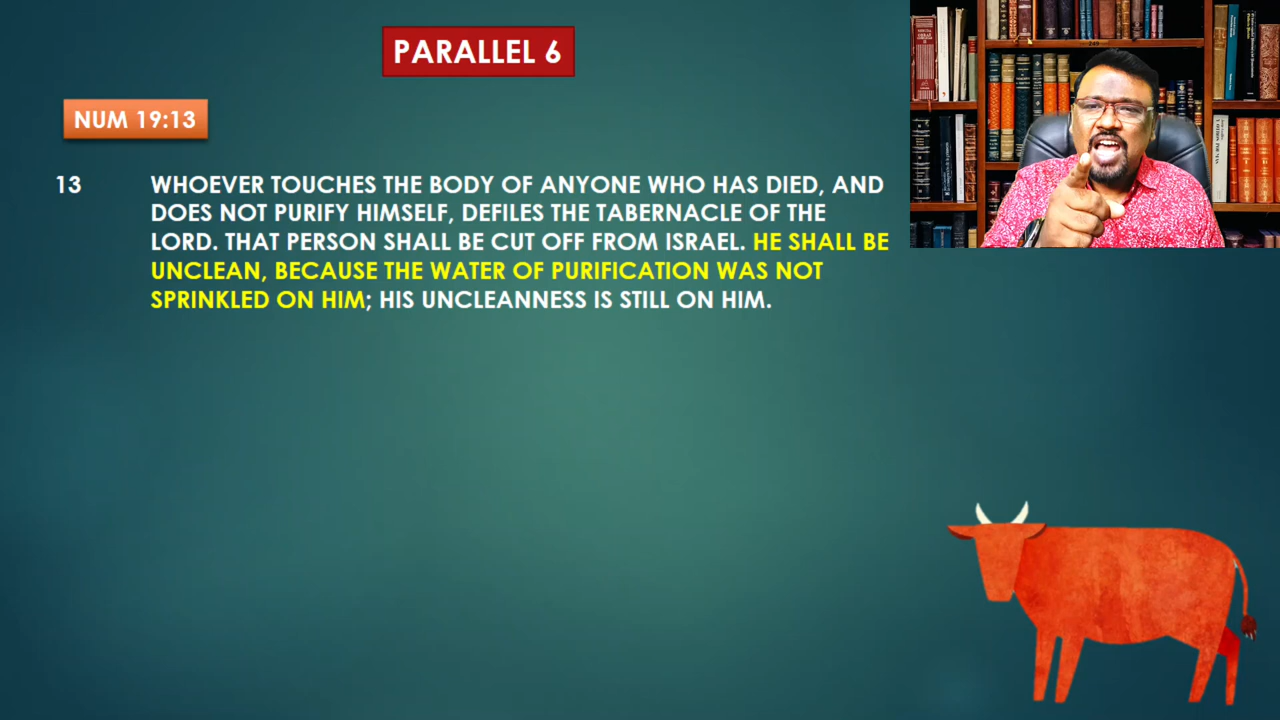 PARALLEL 6
NUM 19:13
13 WHOEVER TOUCHES THE BODY OF ANYONE WHO HAS DIED, AND
DOES NOT PURIFY HIMSELF, DEFILES THE TABERNACLE OF THE
LORD. THAT PERSON SHALL BE CUT OFF FROM ISRAEL. HE SHALL BE
UNCLEAN, BECAUSE THE WATER OF PURIFICATION WAS NOT
SPRINKLED ON HIM; HIS UNCLEANNESS IS STILL ON HIM.